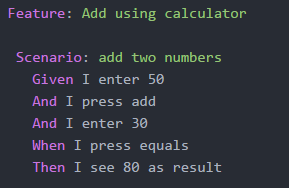 Feature: Add using calculator
Scenario: add two numbers
Given I enter 50
And I press add
And I enter 30
When I press equals
Then I see 80 as result